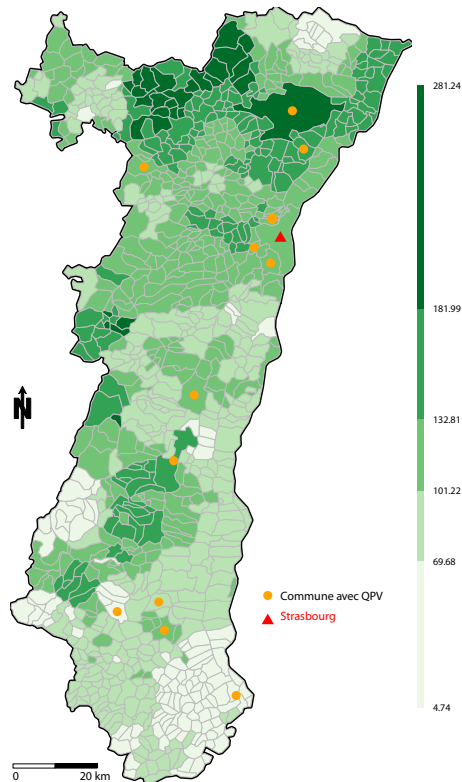 281.24
181.99
132.81
101.22
69.68
4.74
N
Commune avec QPV
Strasbourg
0 20 km